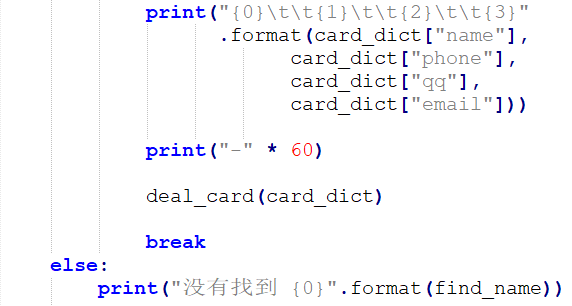 print("{0}\t\t{1}\t\t{2}\t\t{3}"
.format(card_dict["name"],
card_dict["phone"],
card_dict["qq"],
card_dict["email"]))
print("-" * 60)
deal_card(card_dict)
break
else:
print("没有找到 {0}".format(find_name))